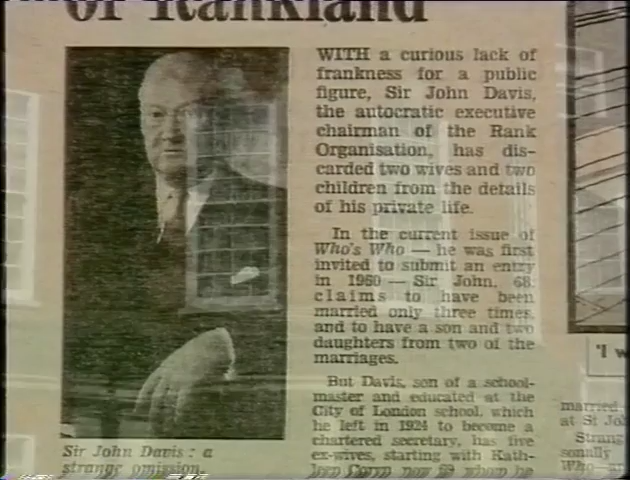 of Rankland
WITH a curious lack of
frankness for a public
figure, Sir John Davis,
the autocratic executive
chairman of the Rank
Organisation, has dis-
carded two wives and two
children from the details
of his private life.
In the current issue of
Who's Who — he was first
invited to submit an entry
in 1960 — Sir John, 68,
claims to have been
married only three times,
and to have a son and two
daughters from two of the
marriages.
But Davis, son of a school-
master and educated at the
City of London school, which
he left in 1924 to become a
chartered secretary, has five
ex-wives, starting with Kath-
now 69 whom he
Sir John Davis : a
strange omission.
"I w
married
at St Jo
Strang
sonally
Who